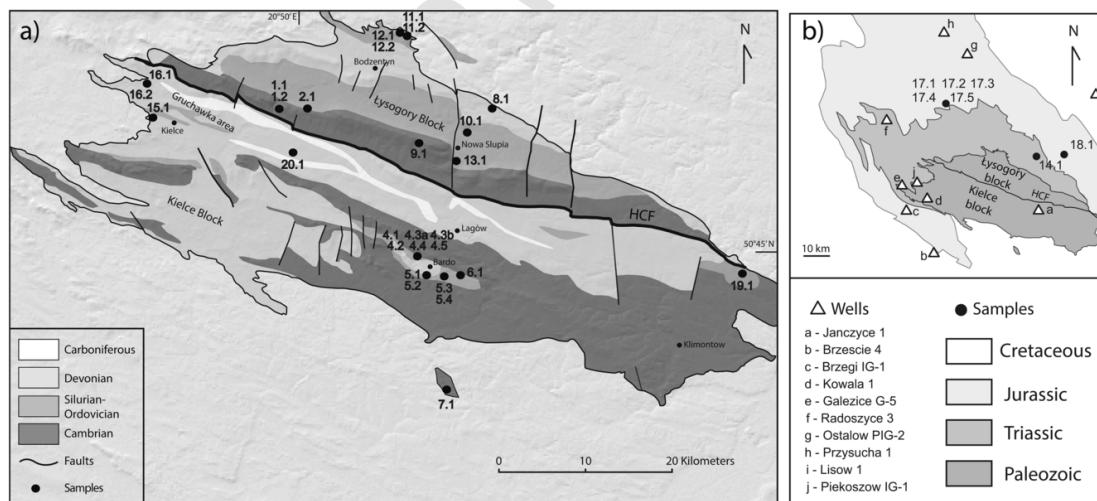 a)
20°50' E
11.1
11.2
12.1
12.2
Bodzentyn
N
16.1
16.2
1.1
1.2
2.1
8.1
Gruchawka area
Łysogory Block
10.1
15.1
Kielce
Nowa Slupia
9.1
13.1
20.1
Kielce Block
HCF
Lagów
4.1 4.3a 4.3b
4.2 4.4 4.5
50°45' N
Bardo
5.1
5.2
5.3
5.4
6.1
19.1
Klimontow
7.1
Carboniferous
Devonian
Silurian-
Ordovician
Cambrian
Faults
Samples
0 10 20 Kilometers
b)
h
g
N
17.1 17.2 17.3
17.4 17.5
f
18.1
14.1
Łysogory
block
HCF
Kielce
block
j
e
d
c
a
b
10 km
Wells
a - Janczyce 1
b - Brzescie 4
c - Brzegi IG-1
d - Kowala 1
e - Galezice G-5
f - Radoszyce 3
g - Ostalow PIG-2
h - Przysucha 1
i - Lisow 1
j - Piekoszow IG-1
Samples
Cretaceous
Jurassic
Triassic
Paleozoic